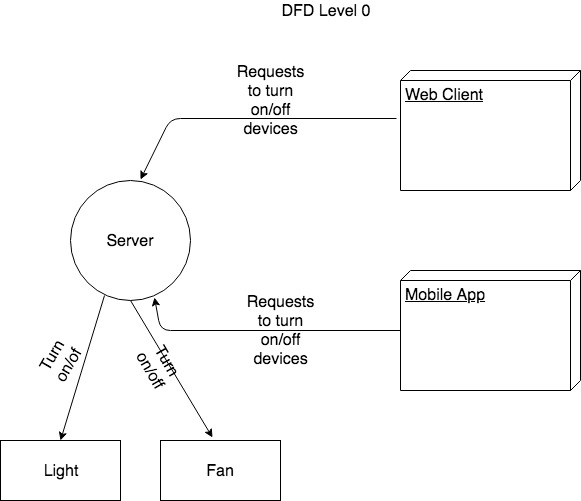 DFD Level 0
Requests
to turn
on/off
devices
Web Client
Server
Mobile App
Requests
to turn
on/off
devices
Turn
on/of
Turn
on/off
Light
Fan